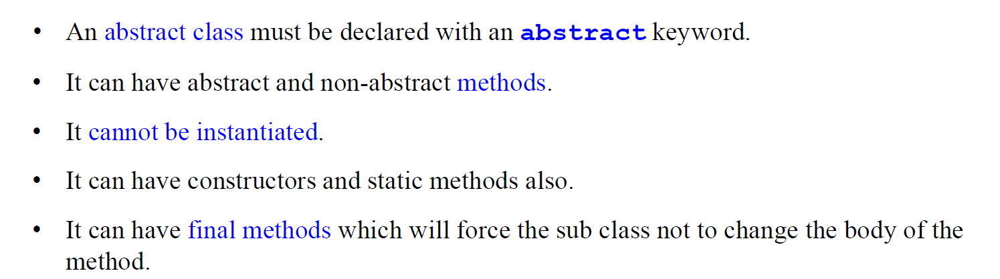 • An abstract class must be declared with an abstract keyword.
• It can have abstract and non-abstract methods.
• It cannot be instantiated.
• It can have constructors and static methods also.
• It can have final methods which will force the sub class not to change the body of the
method.